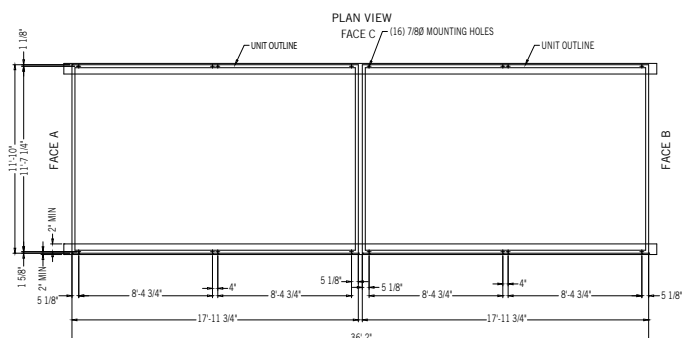 PLAN VIEW
FACE C
(16) 7/8Ø MOUNTING HOLES
UNIT OUTLINE
UNIT OUTLINE
1 1/8"
11'-10"
11'-7 1/4"
FACE A
FACE B
2" MIN
2" MIN
1 5/8"
5 1/8"
8'-4 3/4"
4"
8'-4 3/4"
5 1/8"
5 1/8"
8'-4 3/4"
4"
8'-4 3/4"
5 1/8"
17'-11 3/4"
17'-11 3/4"
36'-2"